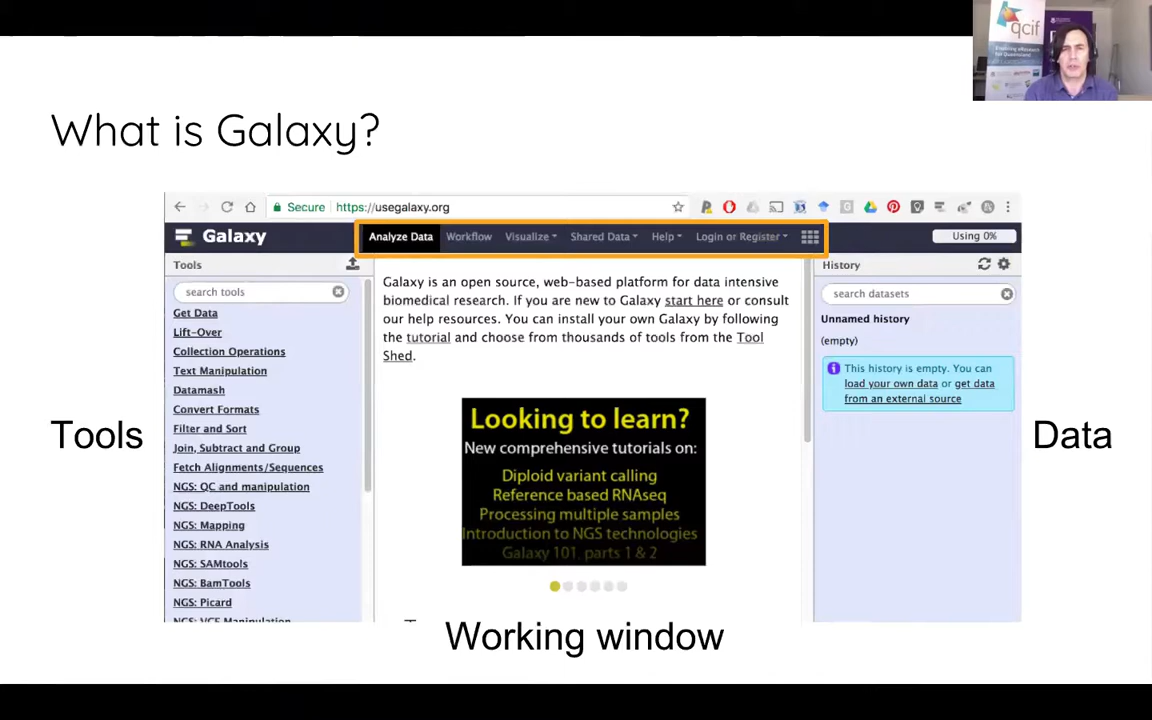 qcif
What is Galaxy?
Secure https://usegalaxy.org
Galaxy
Analyze Data Workflow Visualize Shared Data Help Login or Register
Using 0%
Tools
search tools
Get Data
Lift-Over
Collection Operations
Text Manipulation
Datamash
Convert Formats
Filter and Sort
Join, Subtract and Group
Fetch Alignments/Sequences
NGS: QC and manipulation
NGS: DeepTools
NGS: Mapping
NGS: RNA Analysis
NGS: SAMtools
NGS: BamTools
NGS: Picard
NGS: VCF Manipulation
Galaxy is an open source, web-based platform for data intensive
biomedical research. If you are new to Galaxy start here or consult
our help resources. You can install your own Galaxy by following
the tutorial and choose from thousands of tools from the Tool
Shed.
Looking to learn?
New comprehensive tutorials on:
Diploid variant calling
Reference based RNAseq
Processing multiple samples
Introduction to NGS technologies
Galaxy 101, parts 1 & 2
History
search datasets
Unnamed history
(empty)
This history is empty. You can
load your own data or get data
from an external source
Tools
Data
Working window